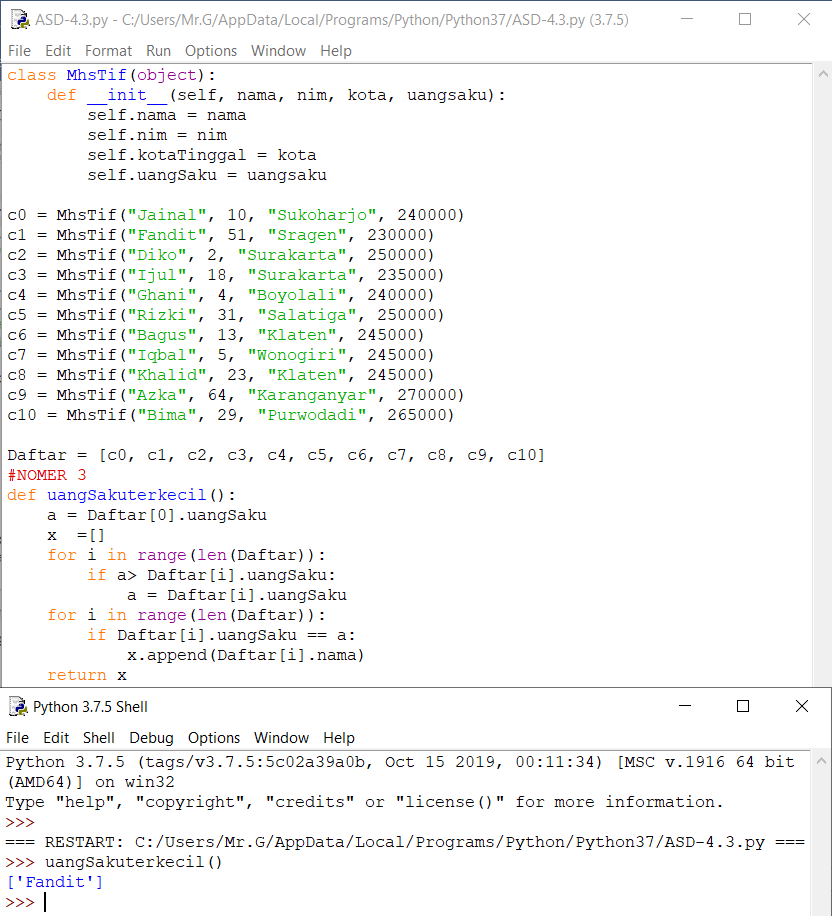 ASD-4.3.py - C:/Users/Mr.G/AppData/Local/Programs/Python/Python37/ASD-4.3.py (3.7.5)
File Edit Format Run Options Window Help
class MhsTif(object):
    def __init__(self, nama, nim, kota, uangsaku):
        self.nama = nama
        self.nim = nim
        self.kotaTinggal = kota
        self.uangSaku = uangsaku

c0 = MhsTif("Jainal", 10, "Sukoharjo", 240000)
c1 = MhsTif("Fandit", 51, "Sragen", 230000)
c2 = MhsTif("Diko", 2, "Surakarta", 250000)
c3 = MhsTif("Ijul", 18, "Surakarta", 235000)
c4 = MhsTif("Ghani", 4, "Boyolali", 240000)
c5 = MhsTif("Rizki", 31, "Salatiga", 250000)
c6 = MhsTif("Bagus", 13, "Klaten", 245000)
c7 = MhsTif("Iqbal", 5, "Wonogiri", 245000)
c8 = MhsTif("Khalid", 23, "Klaten", 245000)
c9 = MhsTif("Azka", 64, "Karanganyar", 270000)
c10 = MhsTif("Bima", 29, "Purwodadi", 265000)

Daftar = [c0, c1, c2, c3, c4, c5, c6, c7, c8, c9, c10]
#NOMER 3
def uangSakuterkecil():
    a = Daftar[0].uangSaku
    x  =[]
    for i in range(len(Daftar)):
        if a> Daftar[i].uangSaku:
            a = Daftar[i].uangSaku
    for i in range(len(Daftar)):
        if Daftar[i].uangSaku == a:
            x.append(Daftar[i].nama)
    return x
Python 3.7.5 Shell
File Edit Shell Debug Options Window Help
Python 3.7.5 (tags/v3.7.5:5c02a39a0b, Oct 15 2019, 00:11:34) [MSC v.1916 64 bit
(AMD64)] on win32
Type "help", "copyright", "credits" or "license()" for more information.
>>>
=== RESTART: C:/Users/Mr.G/AppData/Local/Programs/Python/Python37/ASD-4.3.py ===
>>> uangSakuterkecil()
['Fandit']
>>>